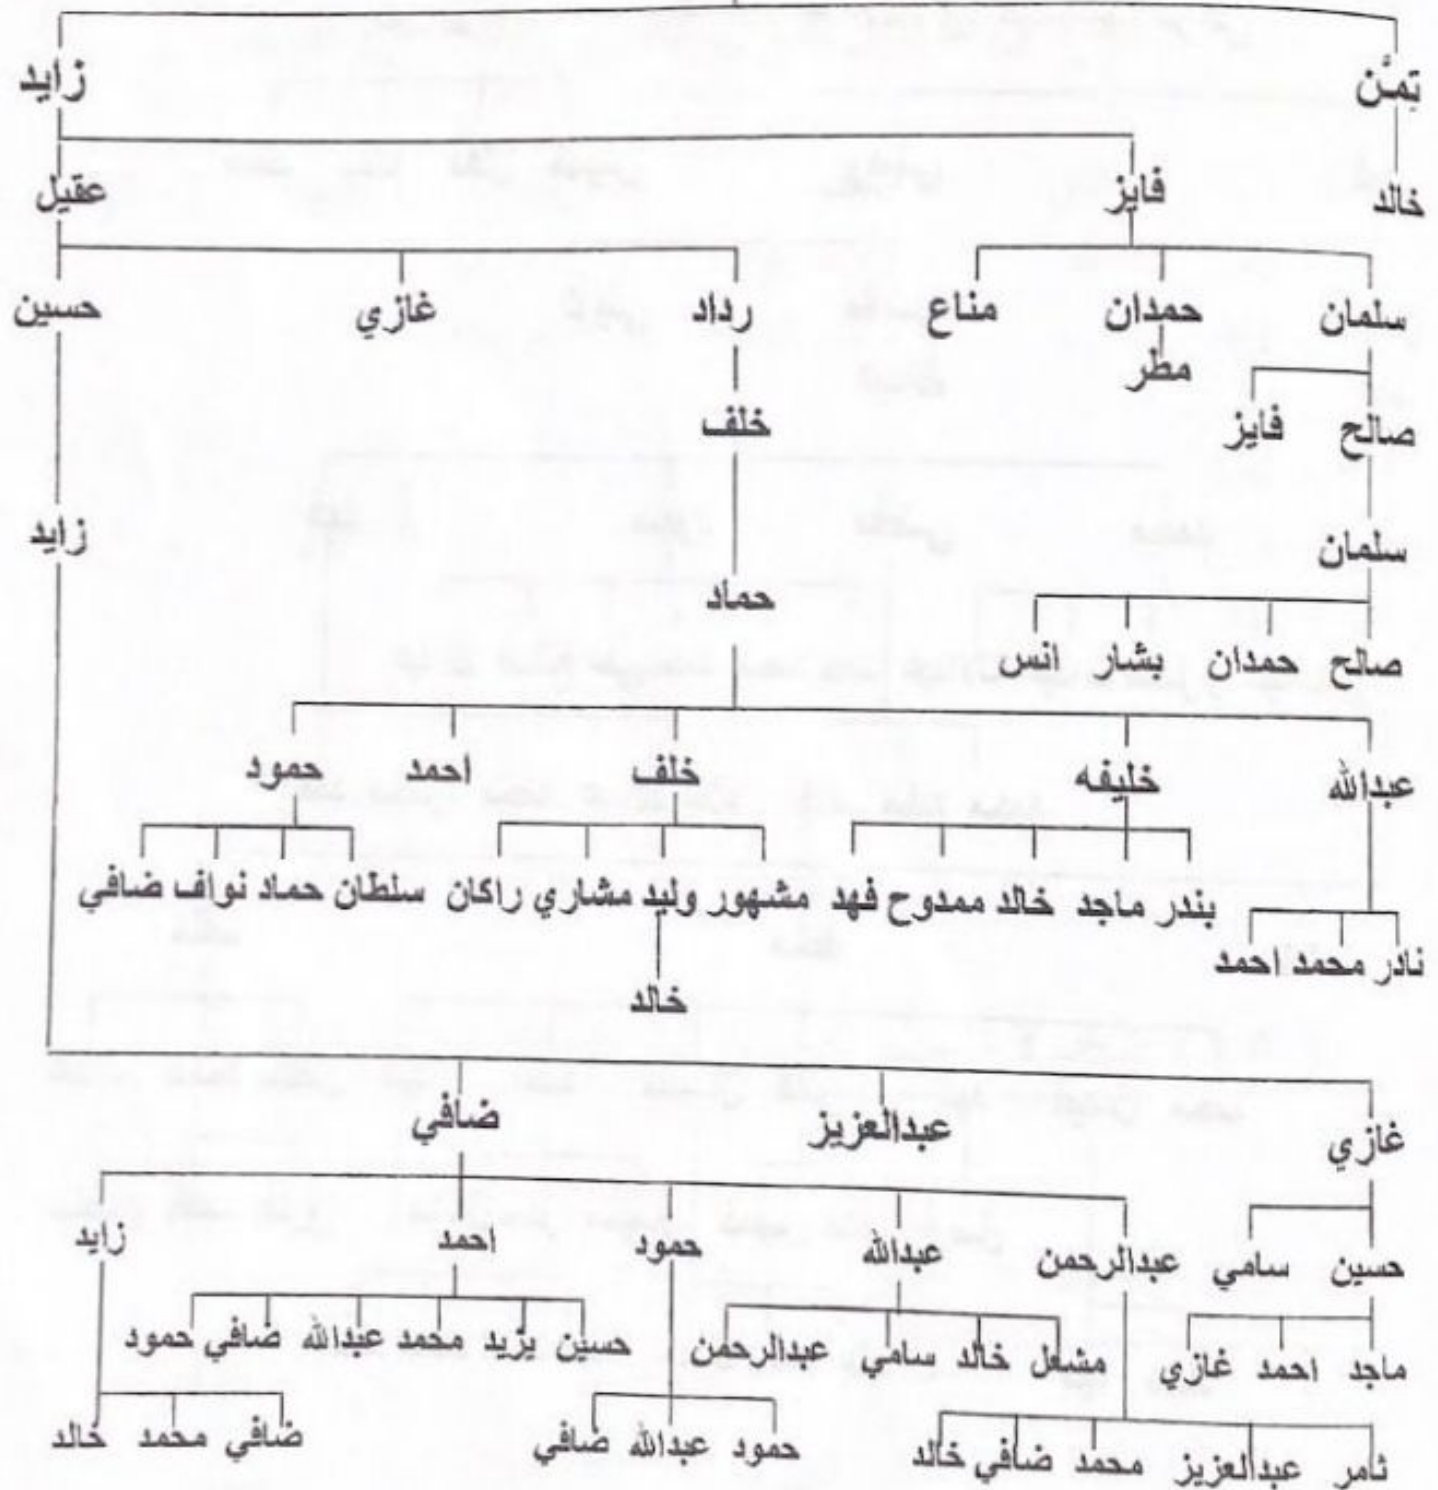 تمَّن زايد
خالد فايز عقيل
سلمان حمدان مناع رداد غازي حسين
مطر
صالح فايز خلف
سلمان زايد
حماد
صالح حمدان بشار انس
عبدالله خليفه خلف احمد حمود
بندر ماجد خالد ممدوح فهد مشهور وليد مشاري راكان سلطان حماد نواف ضافي
نادر محمد احمد
خالد
غازي عبدالعزيز ضافي
حسين سامي عبدالرحمن عبدالله حمود احمد زايد
ماجد احمد غازي مشعل خالد سامي عبدالرحمن حسين يزيد محمد عبدالله ضافي حمود
ثامر عبدالعزيز محمد ضافي خالد حمود عبدالله ضافي ضافي محمد خالد